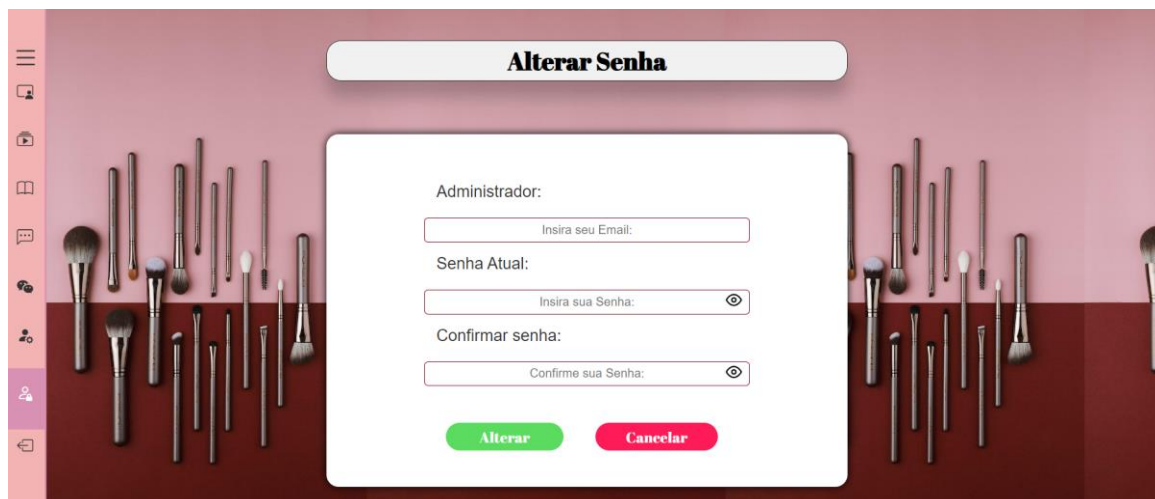 Alterar Senha
Administrador:
Insira seu Email:
Senha Atual:
Insira sua Senha:
Confirmar senha:
Confirme sua Senha:
Alterar
Cancelar